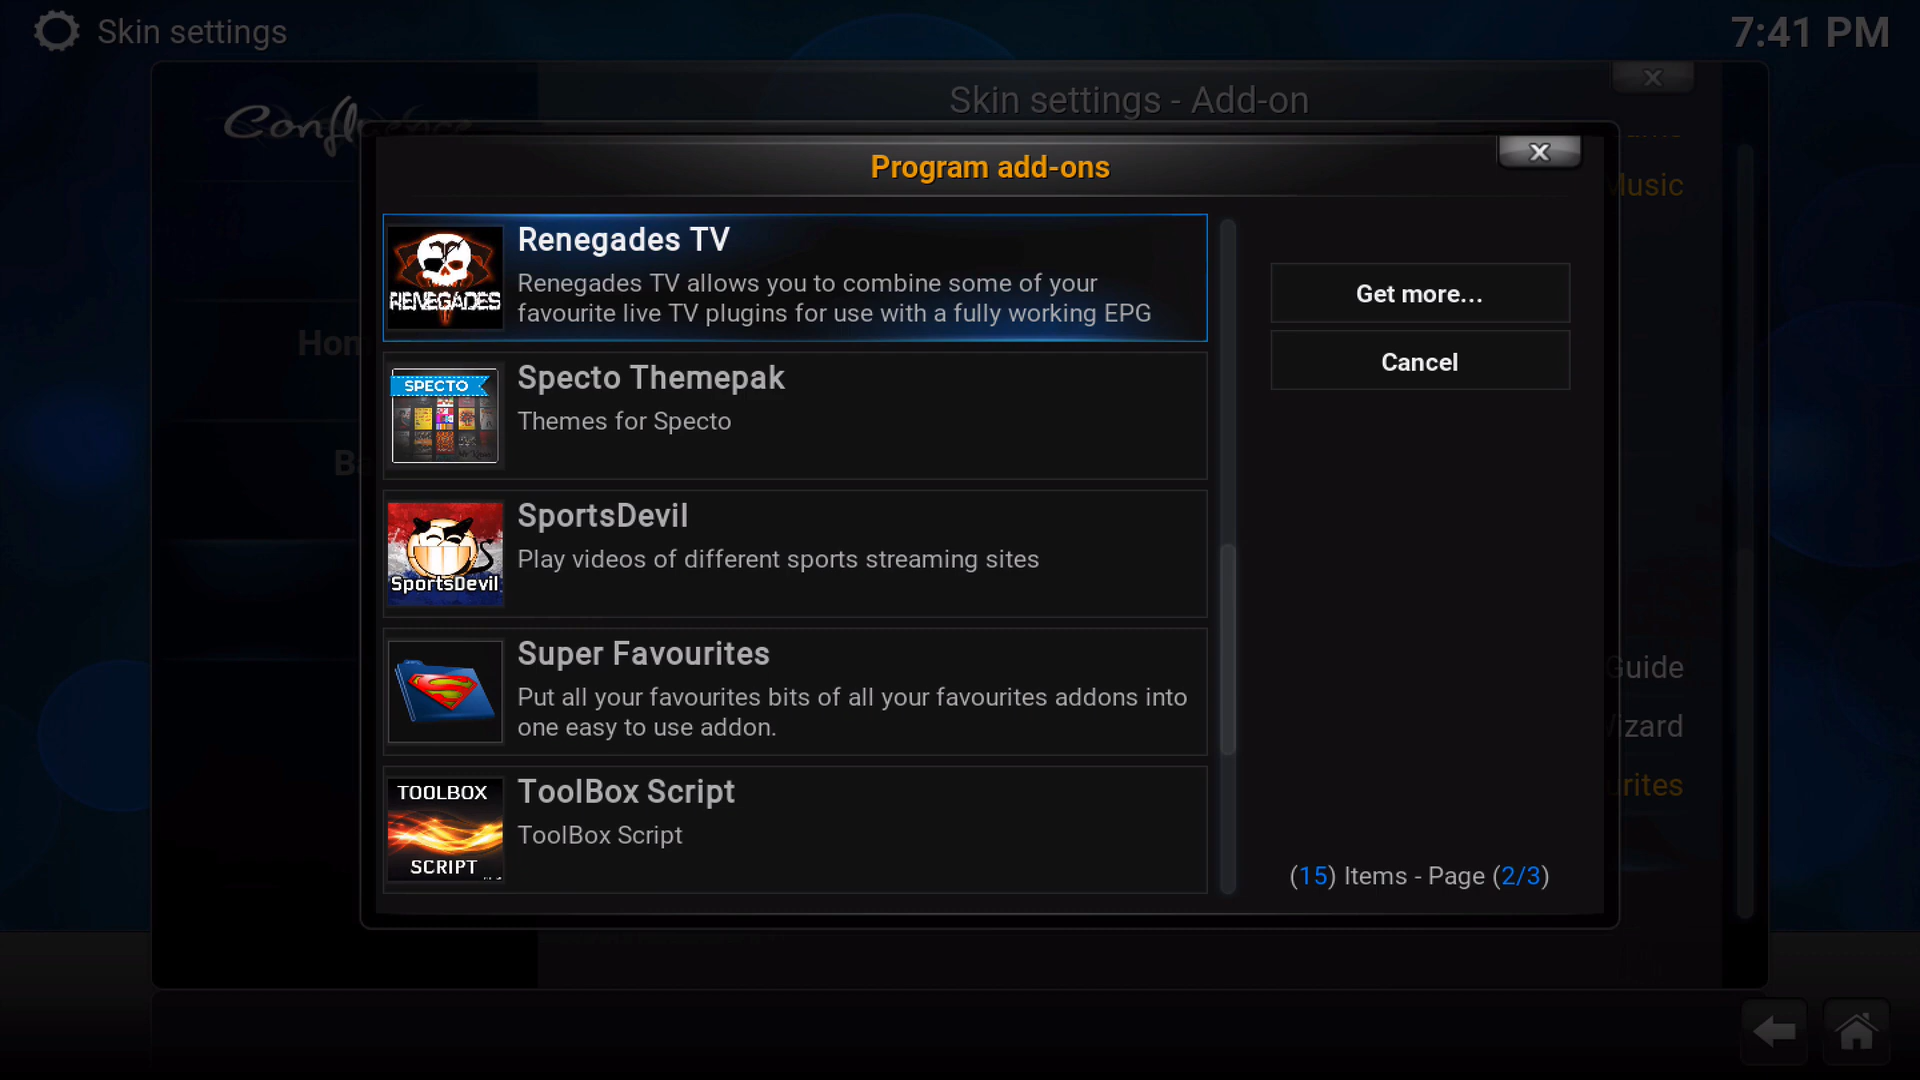 Skin settings
7:41 PM
Skin settings - Add-on
Program add-ons
Music
Renegades TV
Renegades TV allows you to combine some of your
favourite live TV plugins for use with a fully working EPG
RENEGADES
Get more...
Cancel
Specto Themepak
Themes for Specto
SPECTO
SportsDevil
Play videos of different sports streaming sites
SportsDevil
Super Favourites
Put all your favourites bits of all your favourites addons into
one easy to use addon.
Guide
ToolBox Script
ToolBox Script
TOOLBOX
SCRIPT
(15) Items - Page (2/3)